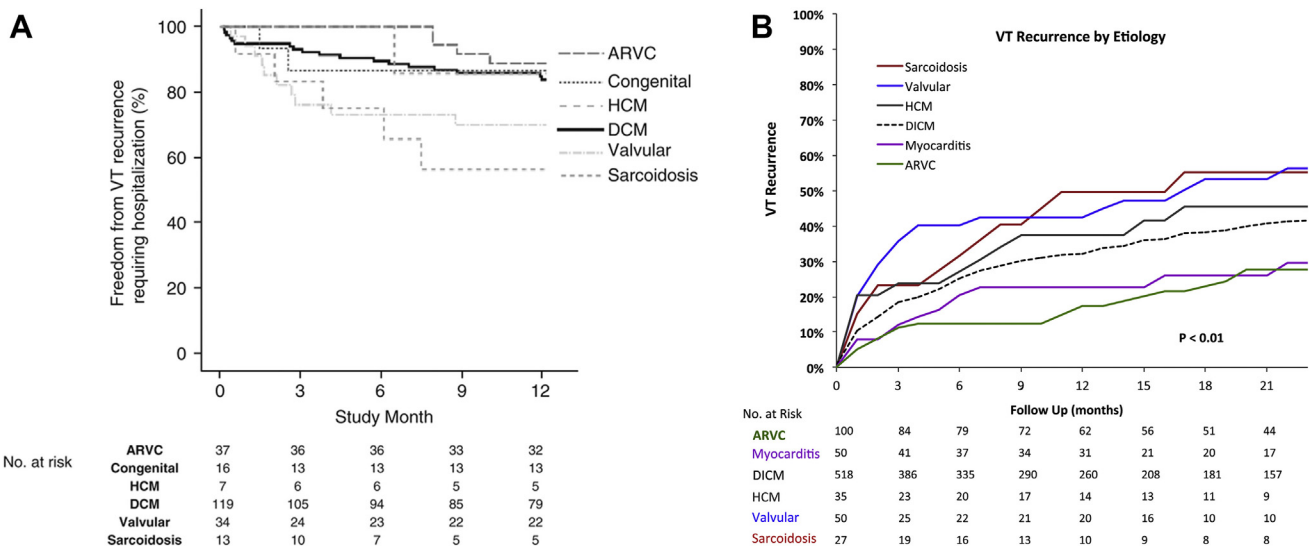 A
Freedom from VT recurrence
requiring hospitalization (%)
100
80
60
40
20
0
0 3 6 9 12
Study Month
ARVC
Congenital
HCM
DCM
Valvular
Sarcoidosis
No. at risk
ARVC 37 36 36 33 32
Congenital 16 13 13 13 13
HCM 7 6 6 5 5
DCM 119 105 94 85 79
Valvular 34 24 23 22 22
Sarcoidosis 13 10 7 5 5
B
VT Recurrence by Etiology
VT Recurrence
100%
90%
80%
70%
60%
50%
40%
30%
20%
10%
0%
Sarcoidosis
Valvular
HCM
DICM
Myocarditis
ARVC
P < 0.01
0 3 6 9 12 15 18 21
Follow Up (months)
No. at Risk
ARVC 100 84 79 72 62 56 51 44
Myocarditis 50 41 37 34 31 21 20 17
DICM 518 386 335 290 260 208 181 157
HCM 35 23 20 17 14 13 11 9
Valvular 50 25 22 21 20 16 10 10
Sarcoidosis 27 19 16 13 10 9 8 8